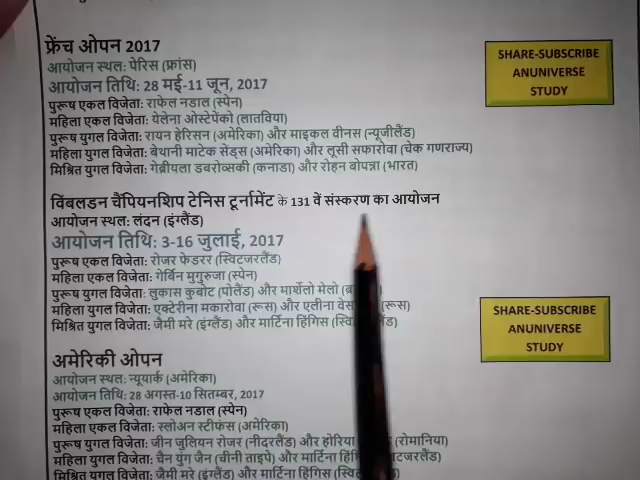 फ्रेंच ओपन 2017
आयोजन स्थल: पेरिस (फ्रांस)
आयोजन तिथि: 28 मई-11 जून, 2017
पुरूष एकल विजेता: राफेल नडाल (स्पेन)
महिला एकल विजेता: येलेना ओस्टेपेंको (लातविया)
पुरूष युगल विजेता: रायन हेरिसन (अमेरिका) और माइकल वीनस (न्यूजीलैंड)
महिला युगल विजेता: बेथानी माटेक सेंड्स (अमेरिका) और लूसी सफारोवा (चेक गणराज्य)
मिश्रित युगल विजेता: गेब्रीयला डबरोव्सकी (कनाडा) और रोहन बोपन्ना (भारत)
SHARE-SUBSCRIBE
ANUNIVERSE
STUDY
विंबलडन चैंपियनशिप टेनिस टूर्नामेंट के 131 वें संस्करण का आयोजन
आयोजन स्थल: लंदन (इंग्लैंड)
आयोजन तिथि: 3-16 जुलाई, 2017
पुरूष एकल विजेता: रोजर फेडरर (स्विटजरलैंड)
महिला एकल विजेता: गेर्बिन मुगुरुजा (स्पेन)
पुरूष युगल विजेता: लुकास कुबोट (पोलैंड) और मार्शेलो मेलो
महिला युगल विजेता: एक्टेरीना मकारोवा (रूस) और एलीना (रूस)
मिश्रित युगल विजेता: जैमी मरे (इंग्लैंड) और मार्टिना हिंगिस
SHARE-SUBSCRIBE
ANUNIVERSE
STUDY
अमेरिकी ओपन
आयोजन स्थल: न्यूयार्क (अमेरिका)
आयोजन तिथि: 28 अगस्त-10 सितम्बर, 2017
पुरूष एकल विजेता: राफेल नडाल (स्पेन)
महिला एकल विजेता: स्लोअन स्टीफंस (अमेरिका)
पुरूष युगल विजेता: जीन जुलियन रोजर (नीदरलैंड) और होरिया (रोमानिया)
महिला युगल विजेता: चैन युंग जैन (चीनी ताइपे) और मार्टिना
मिश्रित युगल विजेता: जैमी मरे (इंग्लैंड) और मार्टिना हिंगिस